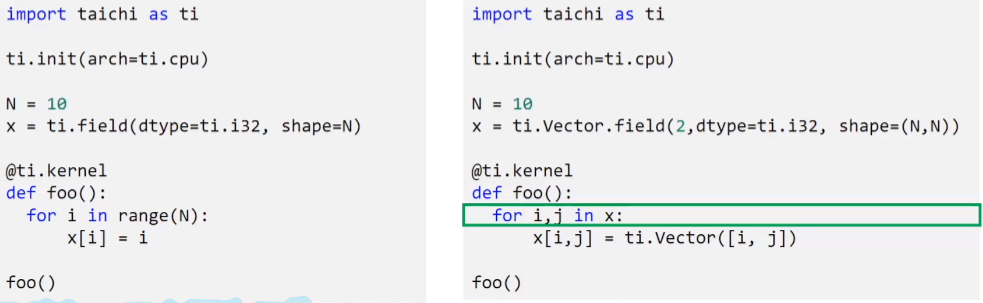 import taichi as ti
ti.init(arch=ti.cpu)
N = 10
x = ti.field(dtype=ti.i32, shape=N)
@ti.kernel
def foo():
  for i in range(N):
     x[i] = i
foo()
import taichi as ti
ti.init(arch=ti.cpu)
N = 10
x = ti.Vector.field(2,dtype=ti.i32, shape=(N,N))
@ti.kernel
def foo():
  for i,j in x:
     x[i,j] = ti.Vector([i, j])
foo()